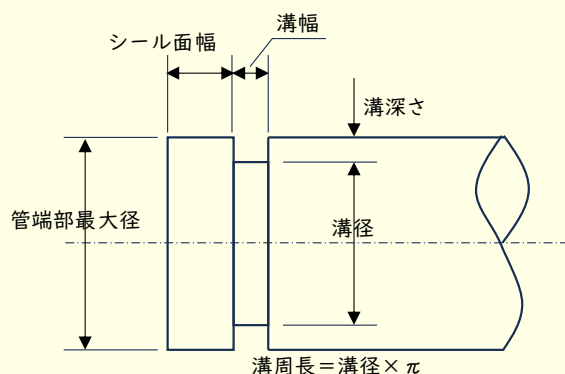 溝幅
シール面幅
溝深さ
管端部最大径
溝径
溝周長＝溝径×π